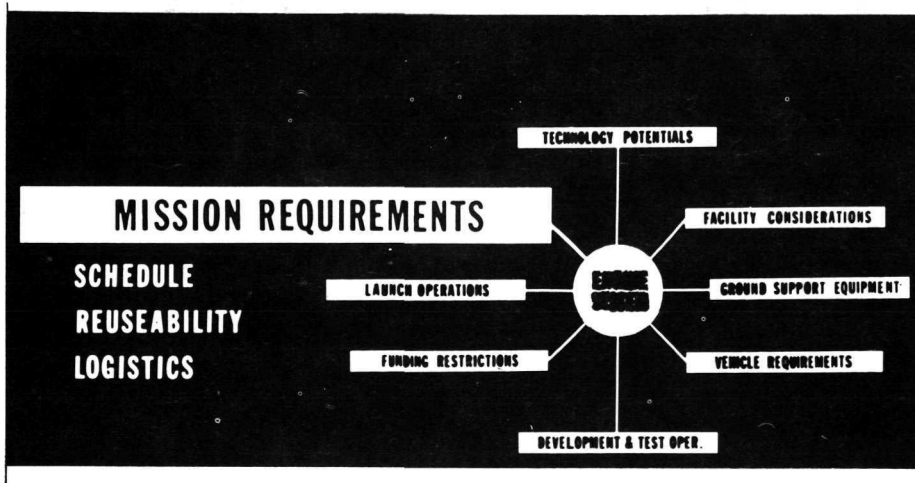 TECHNOLOGY POTENTIALS
MISSION REQUIREMENTS
FACILITY CONSIDERATIONS
SCHEDULE
LAUNCH OPERATIONS
GROUND SUPPORT EQUIPMENT
REUSEABILITY
FUNDING RESTRICTIONS
VEHICLE REQUIREMENTS
LOGISTICS
DEVELOPMENT & TEST OPER.